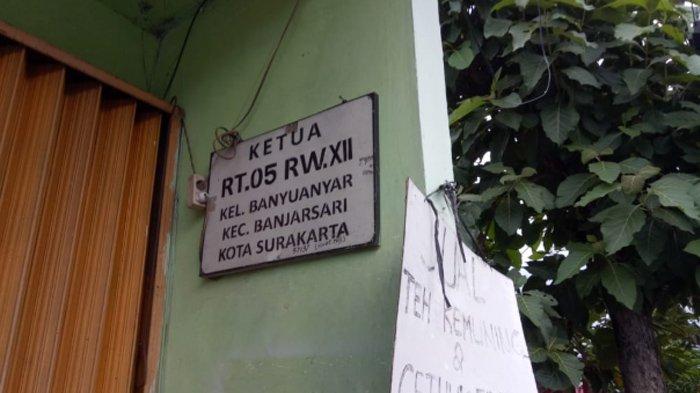 KETUA
RT.05 RW.XII
KEL. BANYUANYAR
KEC. BANJARSARI
KOTA SURAKARTA
JUAL
TEH KEMUNING
&